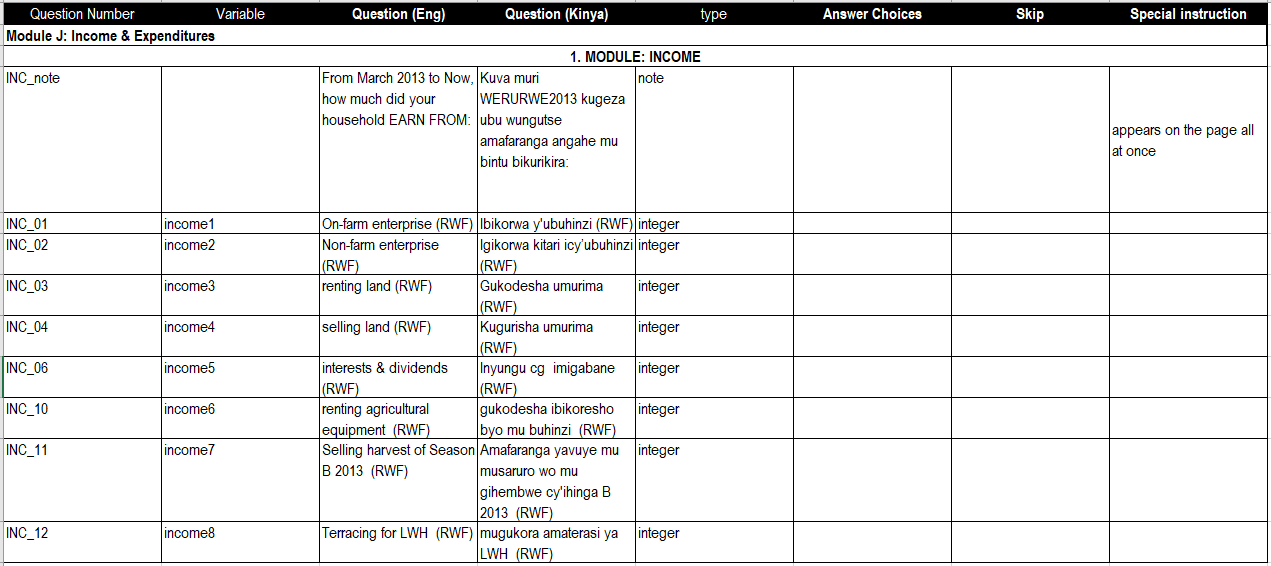 Question Number Variable Question (Eng) Question (Kinya) type Answer Choices Skip Special instruction
Module J: Income & Expenditures
1. MODULE: INCOME
INC_note
From March 2013 to Now,
how much did your
household EARN FROM:
Kuva muri
WERURWE2013 kugeza
ubu wungutse
amafaranga angahe mu
bintu bikurikira:
note
appears on the page all
at once
INC_01
income1
On-farm enterprise (RWF)
Ibikorwa y'ubuhinzi (RWF)
integer
INC_02
income2
Non-farm enterprise
(RWF)
Igikorwa kitari icy’ubuhinzi
(RWF)
integer
INC_03
income3
renting land (RWF)
Gukodesha umurima
(RWF)
integer
INC_04
income4
selling land (RWF)
Kugurisha umurima
(RWF)
integer
INC_06
income5
interests & dividends
(RWF)
Inyungu cg  imigabane
(RWF)
integer
INC_10
income6
renting agricultural
equipment  (RWF)
gukodesha ibikoresho
byo mu buhinzi  (RWF)
integer
INC_11
income7
Selling harvest of Season
B 2013  (RWF)
Amafaranga yavuye mu
musaruro wo mu
gihembwe cy'ihinga B
2013  (RWF)
integer
INC_12
income8
Terracing for LWH  (RWF)
mugukora amaterasi ya
LWH  (RWF)
integer